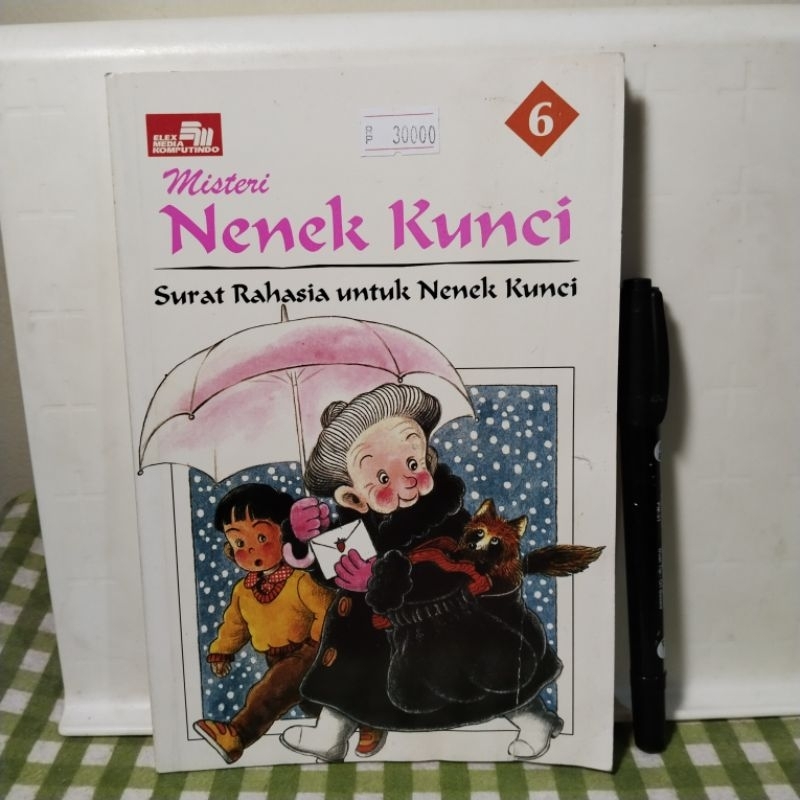 ELEX
MEDIA
KOMPUTINDO
RP 30000
6
Misteri
Nenek Kunci
Surat Rahasia untuk Nenek Kunci